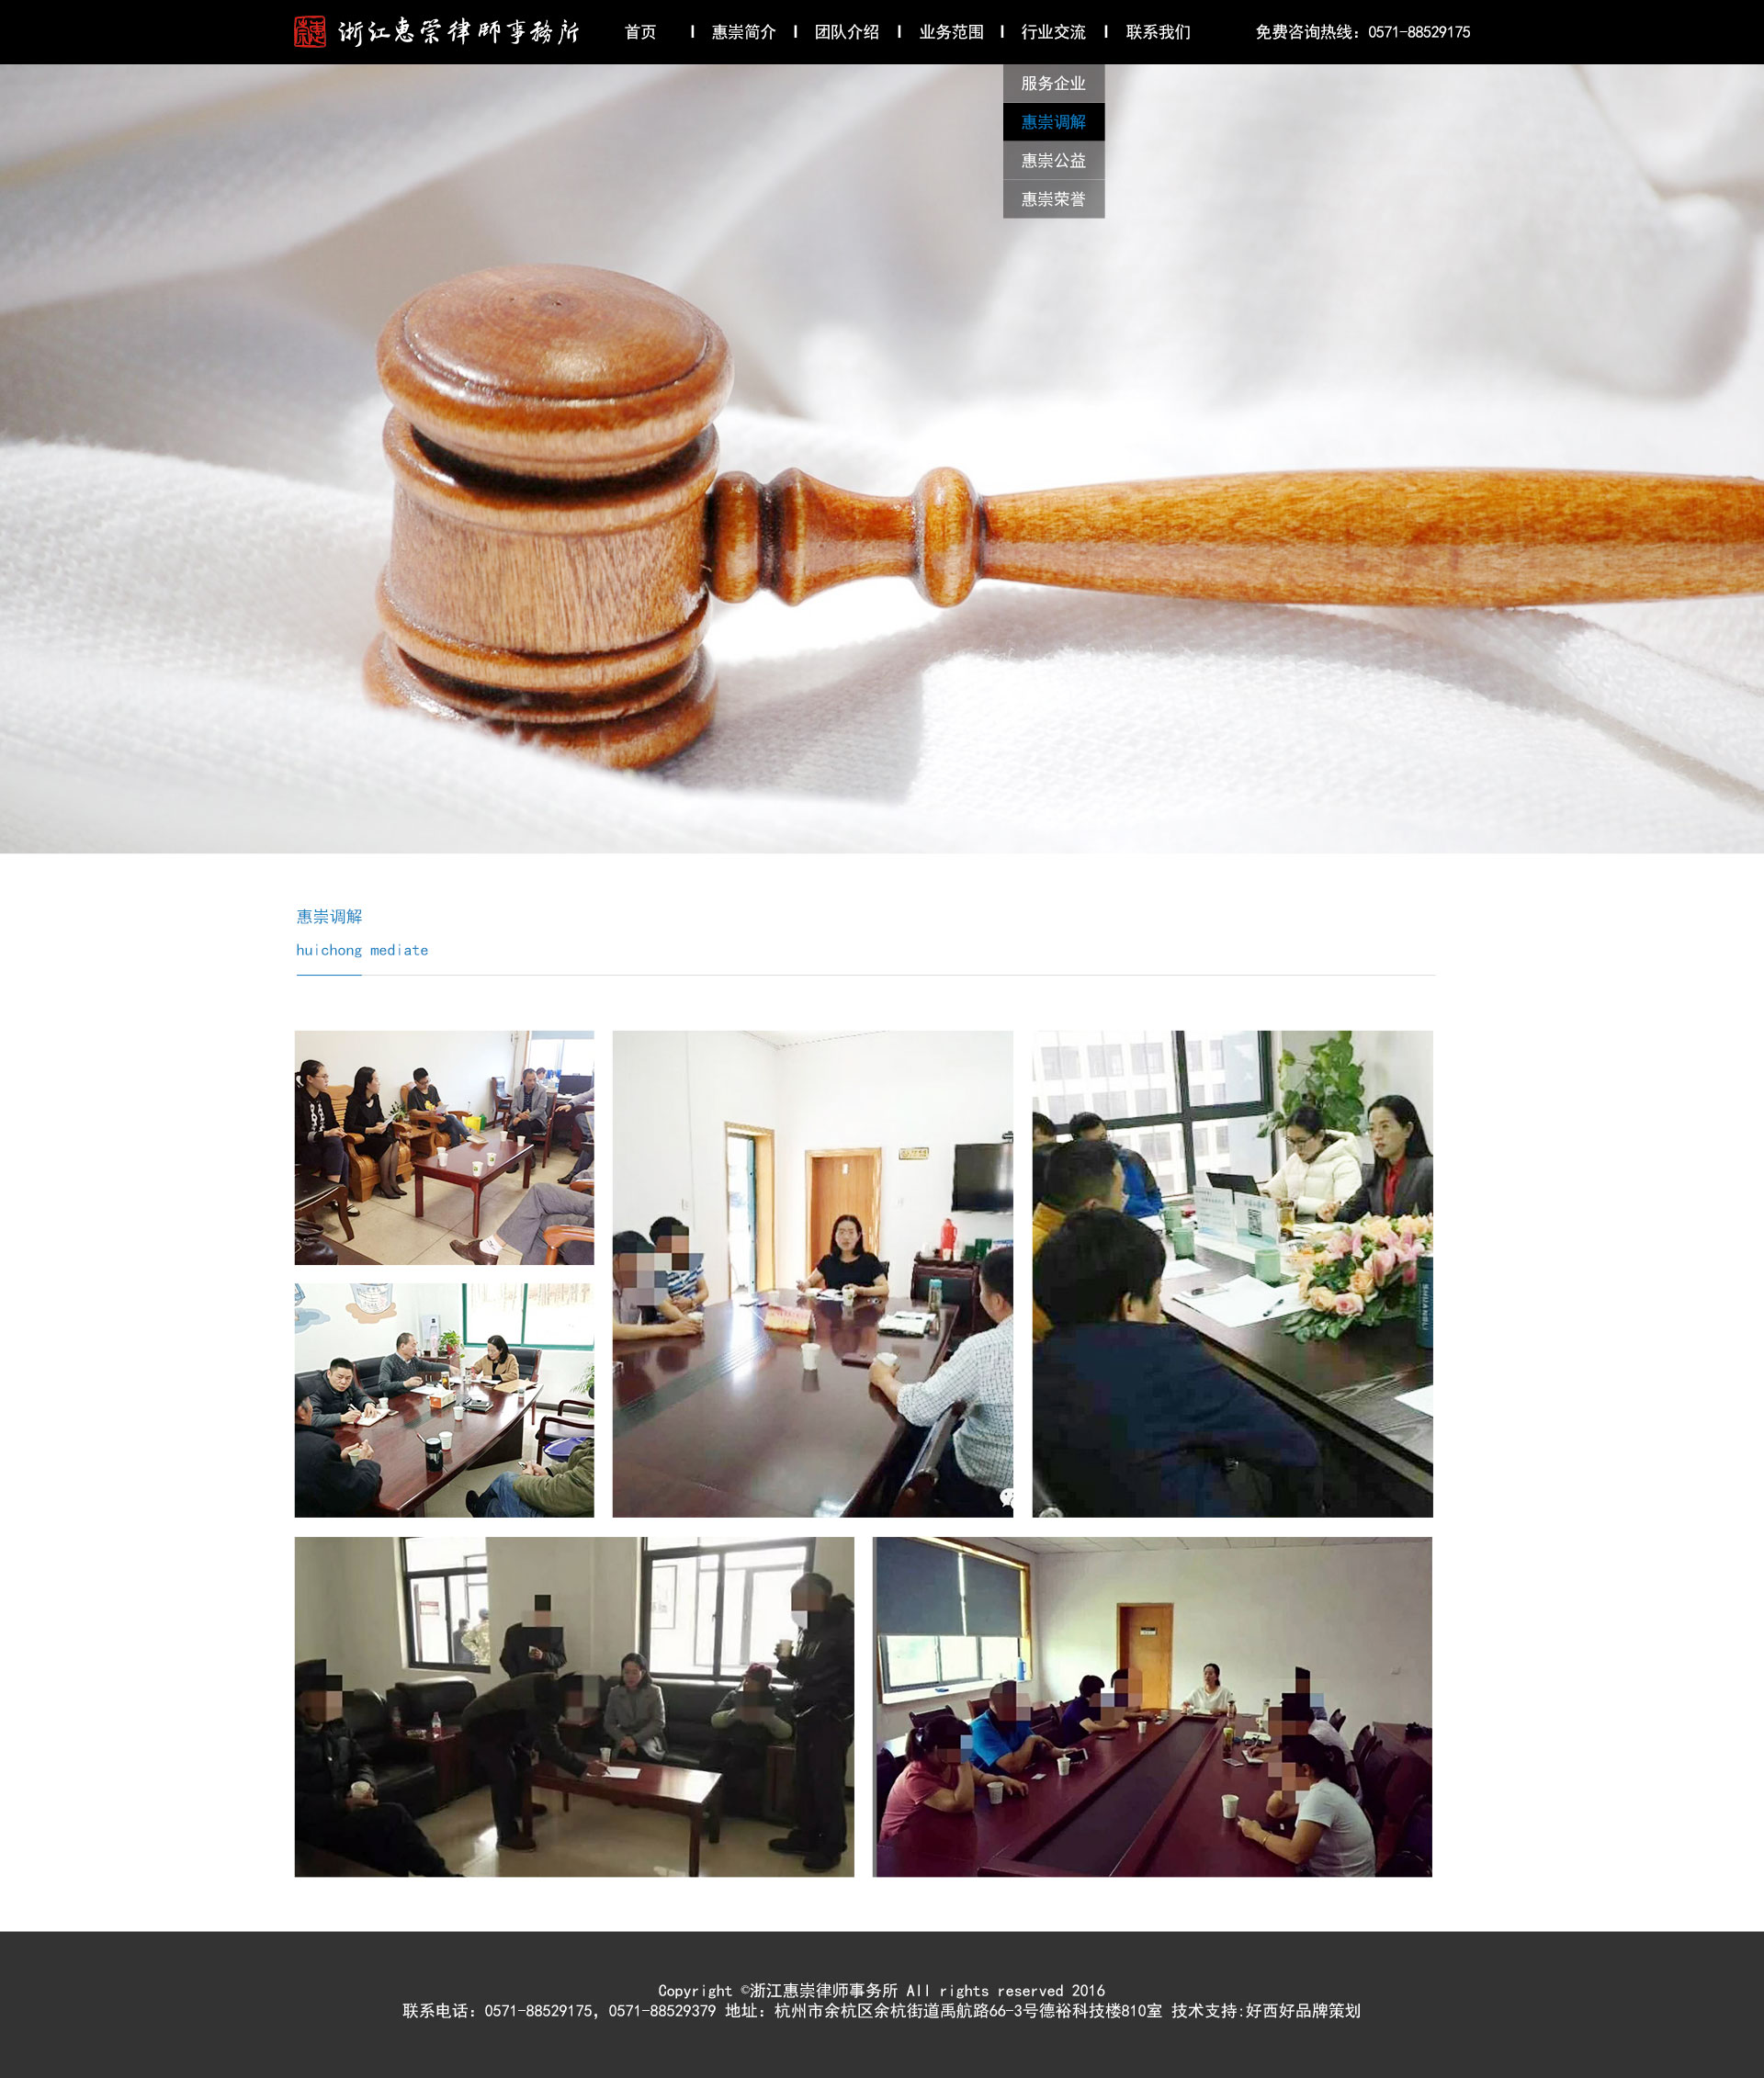 浙江惠崇律師事務所
首页 惠崇简介 团队介绍 业务范围 行业交流 联系我们 免费咨询热线：0571-88529175
服务企业
惠崇调解
惠崇公益
惠崇荣誉
惠崇调解
huichong mediate
Copyright ©浙江惠崇律师事务所 All rights reserved 2016
联系电话：0571-88529175，0571-88529379 地址：杭州市余杭区余杭街道禹航路66-3号德裕科技楼810室 技术支持:好西好品牌策划